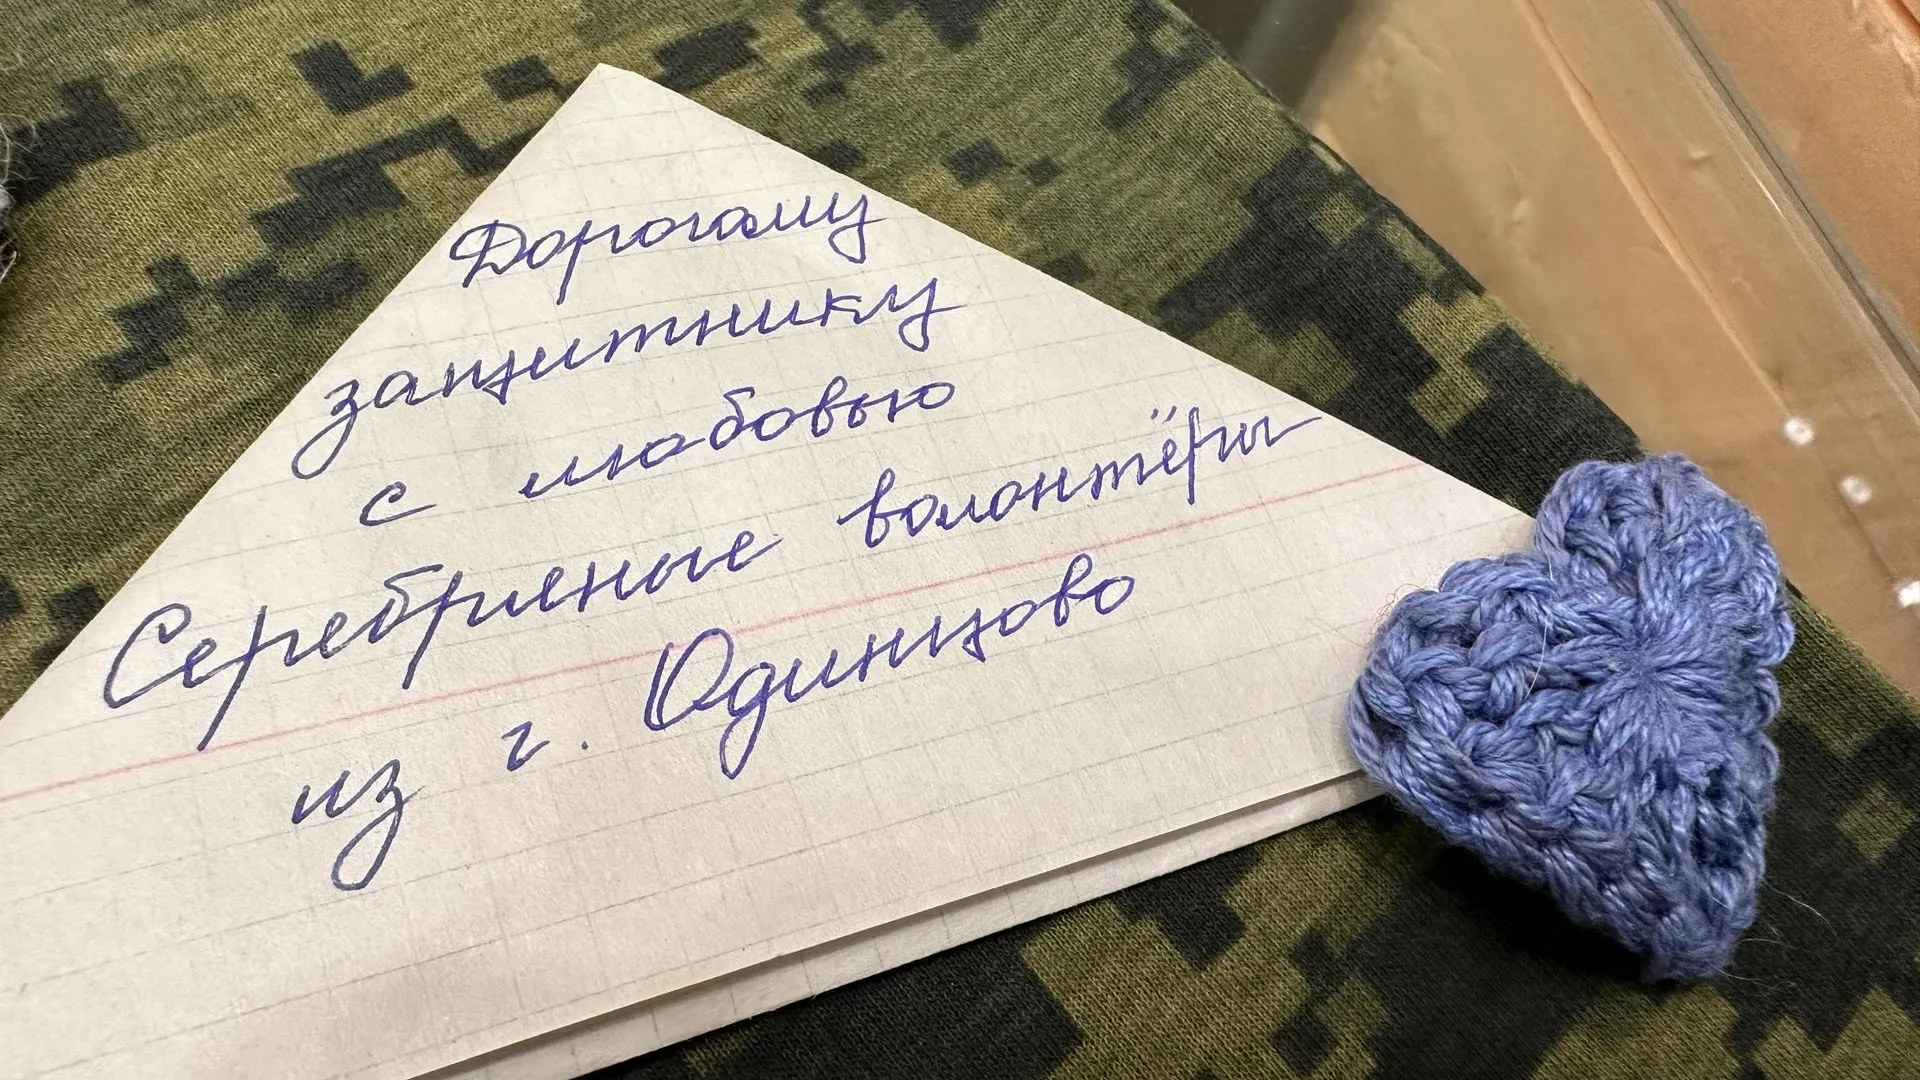 Дорогому
защитнику
с любовью
Серебряные волонтёры
из г. Одинцово